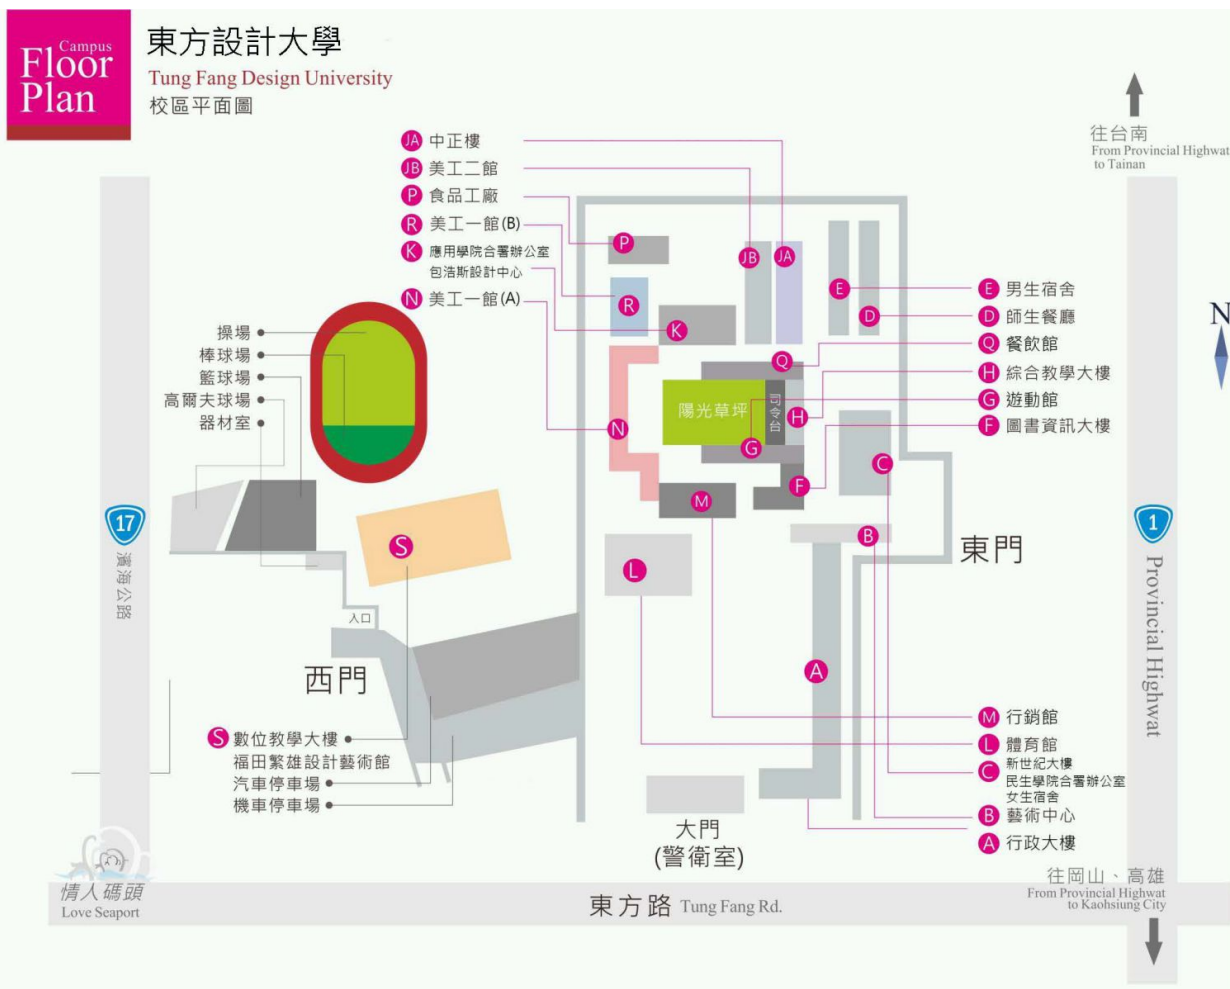 Campus
Floor
Plan
東方設計大學
Tung Fang Design University
校區平面圖
往台南
From Provincial Highwat
to Tainan
JA 中正樓
JB 美工二館
P 食品工廠
R 美工一館(B)
K 應用學院合署辦公室
包浩斯設計中心
N 美工一館(A)
操場
棒球場
籃球場
高爾夫球場
器材室
P
R
K
JB
JA
E
D
Q
陽光草坪
司令台
H
N
G
F
M
C
B
L
S
A
E 男生宿舍
D 師生餐廳
Q 餐飲館
H 綜合教學大樓
G 遊動館
F 圖書資訊大樓
N
17
濱海公路
1
Provincial Highwat
東門
入口
西門
S 數位教學大樓
福田繁雄設計藝術館
汽車停車場
機車停車場
M 行銷館
L 體育館
C 新世紀大樓
民生學院合署辦公室
女生宿舍
B 藝術中心
A 行政大樓
大門
(警衛室)
情人碼頭
Love Seaport
東方路 Tung Fang Rd.
往岡山、高雄
From Provincial Highwat
to Kaohsiung City